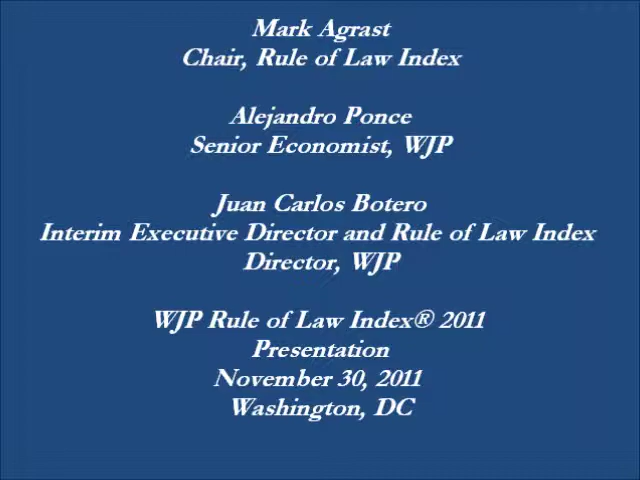 Mark Agrast
Chair, Rule of Law Index
Alejandro Ponce
Senior Economist, WJP
Juan Carlos Botero
Interim Executive Director and Rule of Law Index
Director, WJP
WJP Rule of Law Index® 2011
Presentation
November 30, 2011
Washington, DC